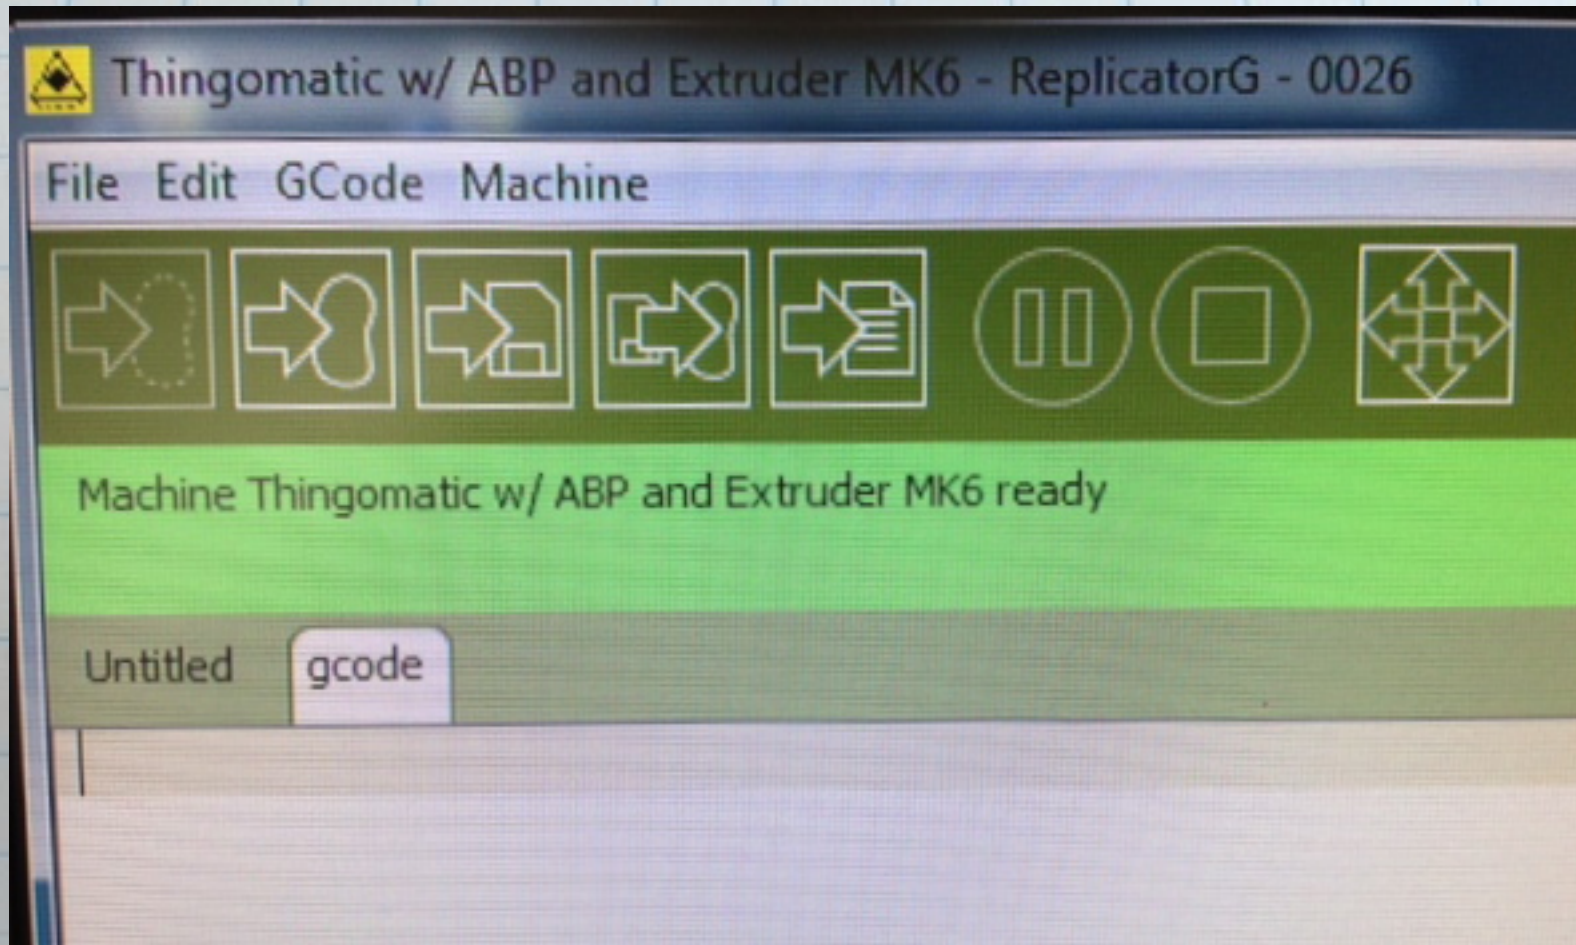 Thingomatic w/ ABP and Extruder MK6 - ReplicatorG - 0026
File Edit GCode Machine
Machine Thingomatic w/ ABP and Extruder MK6 ready
Untitled gcode